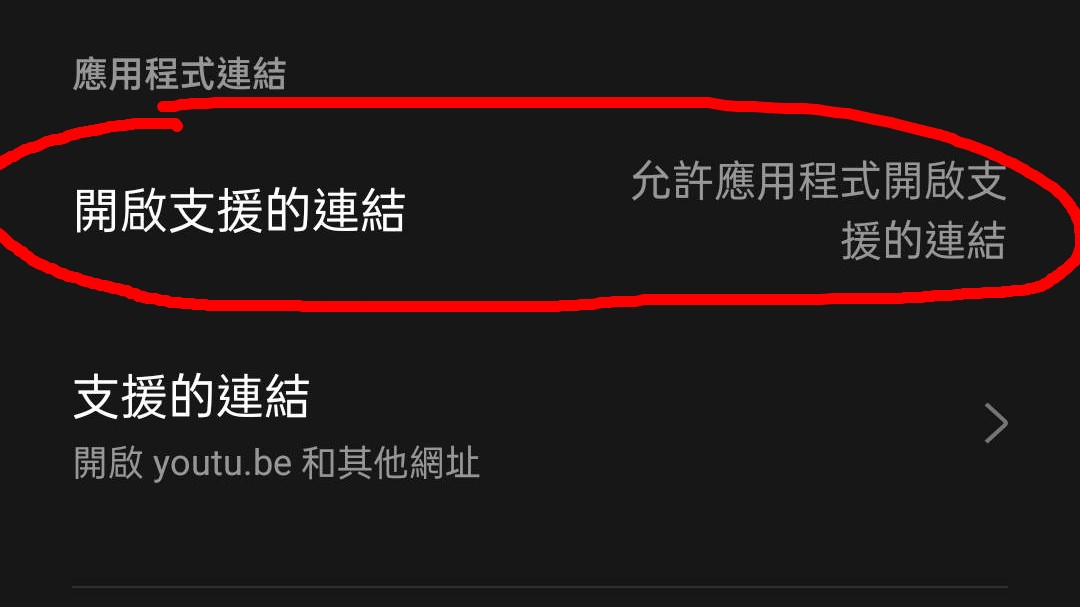 應用程式連結
開啟支援的連結
允許應用程式開啟支
援的連結
支援的連結
開啟 youtu.be 和其他網址